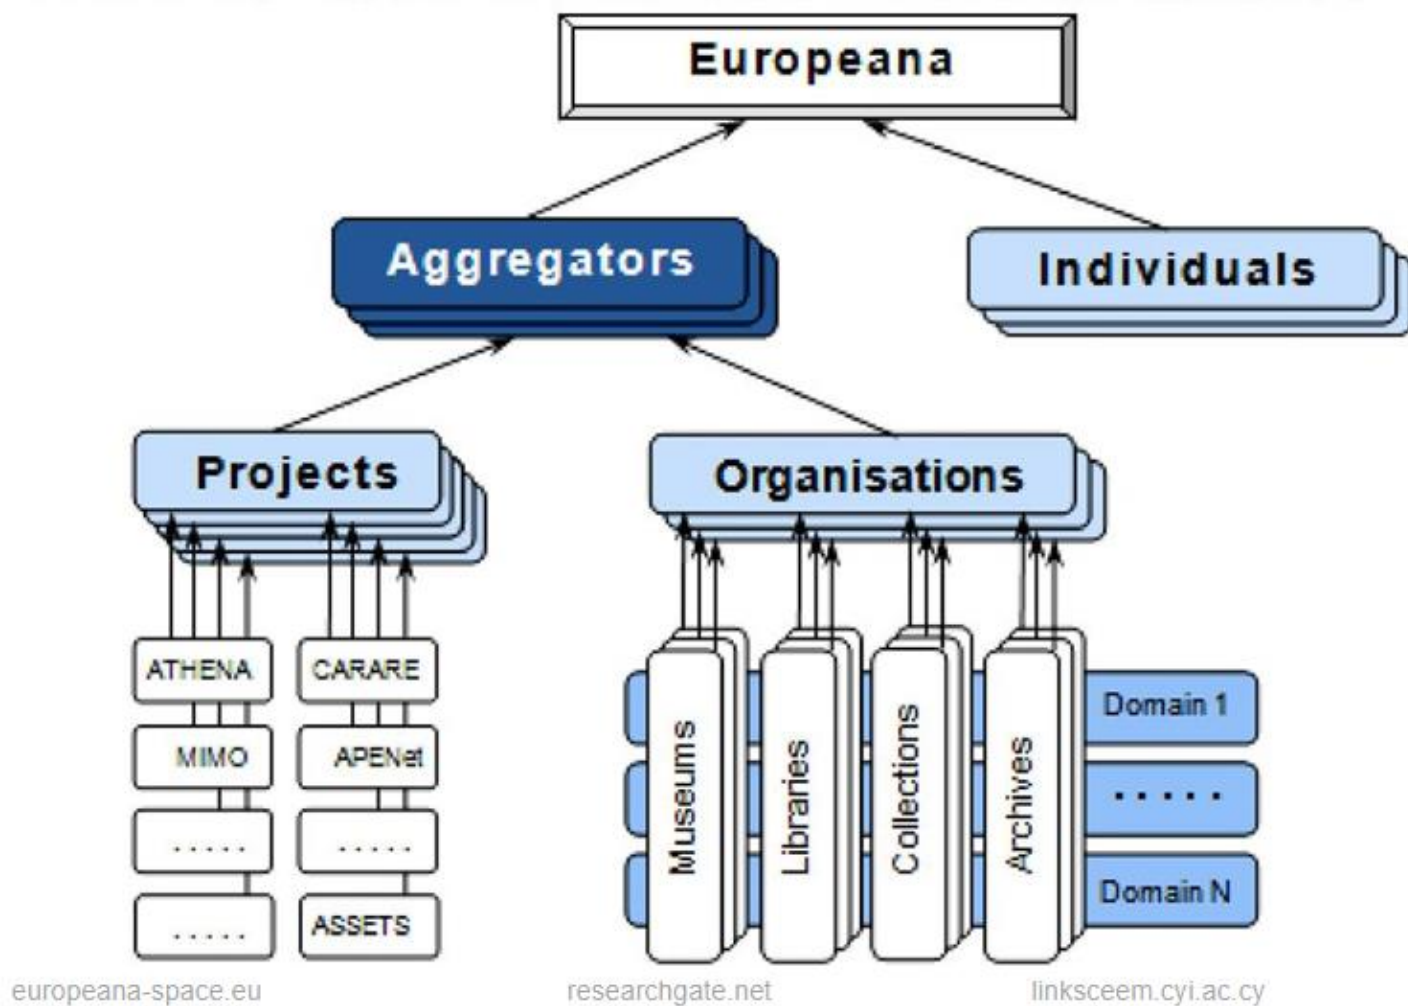 Europeana
Aggregators
Individuals
Projects
Organisations
ATHENA
CARARE
MIMO
APENet
.....
.....
.....
ASSETS
Museums
Libraries
Collections
Archives
Domain 1
.....
Domain N
europeana-space.eu
researchgate.net
linksceem.cyi.ac.cy